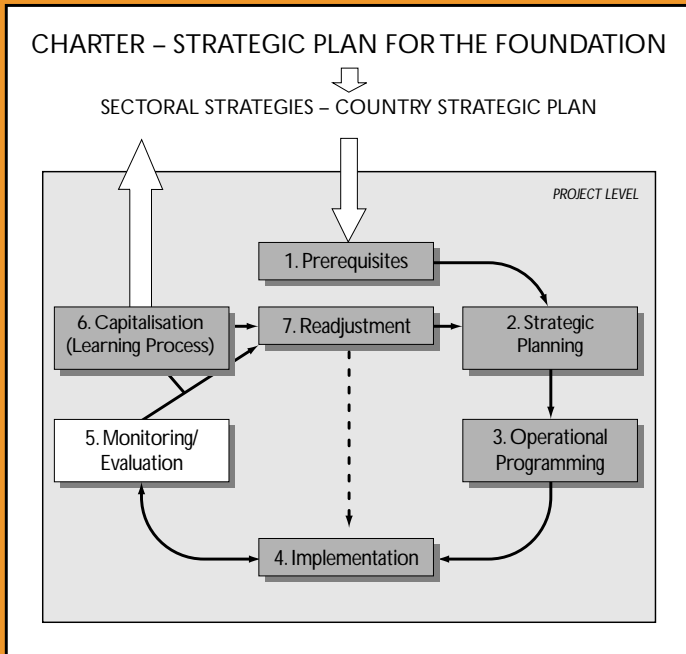 CHARTER – STRATEGIC PLAN FOR THE FOUNDATION
SECTORAL STRATEGIES – COUNTRY STRATEGIC PLAN
PROJECT LEVEL
1. Prerequisites
6. Capitalisation
(Learning Process)
7. Readjustment
2. Strategic
Planning
5. Monitoring/
Evaluation
3. Operational
Programming
4. Implementation